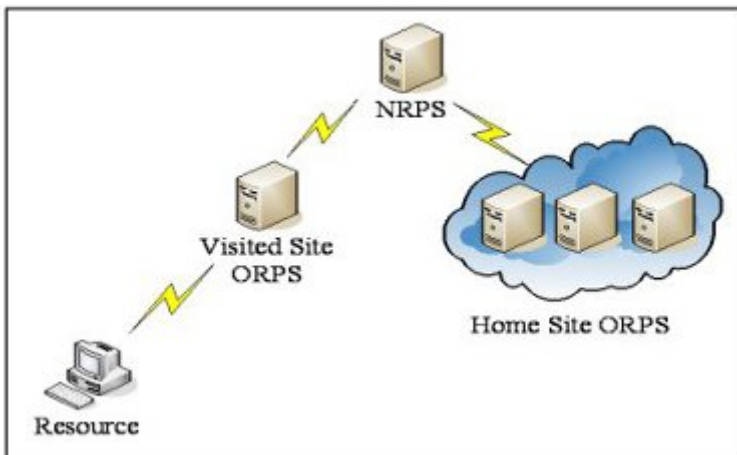 NRPS
Visited Site
ORPS
Home Site ORPS
Resource